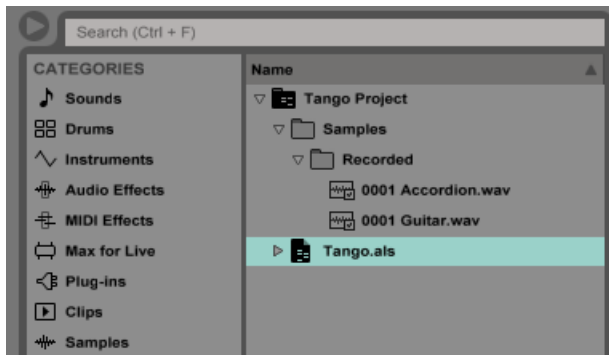 Search (Ctrl + F)
CATEGORIES
Sounds
Drums
Instruments
Audio Effects
MIDI Effects
Max for Live
Plug-ins
Clips
Samples
Name
Tango Project
Samples
Recorded
0001 Accordion.wav
0001 Guitar.wav
Tango.als